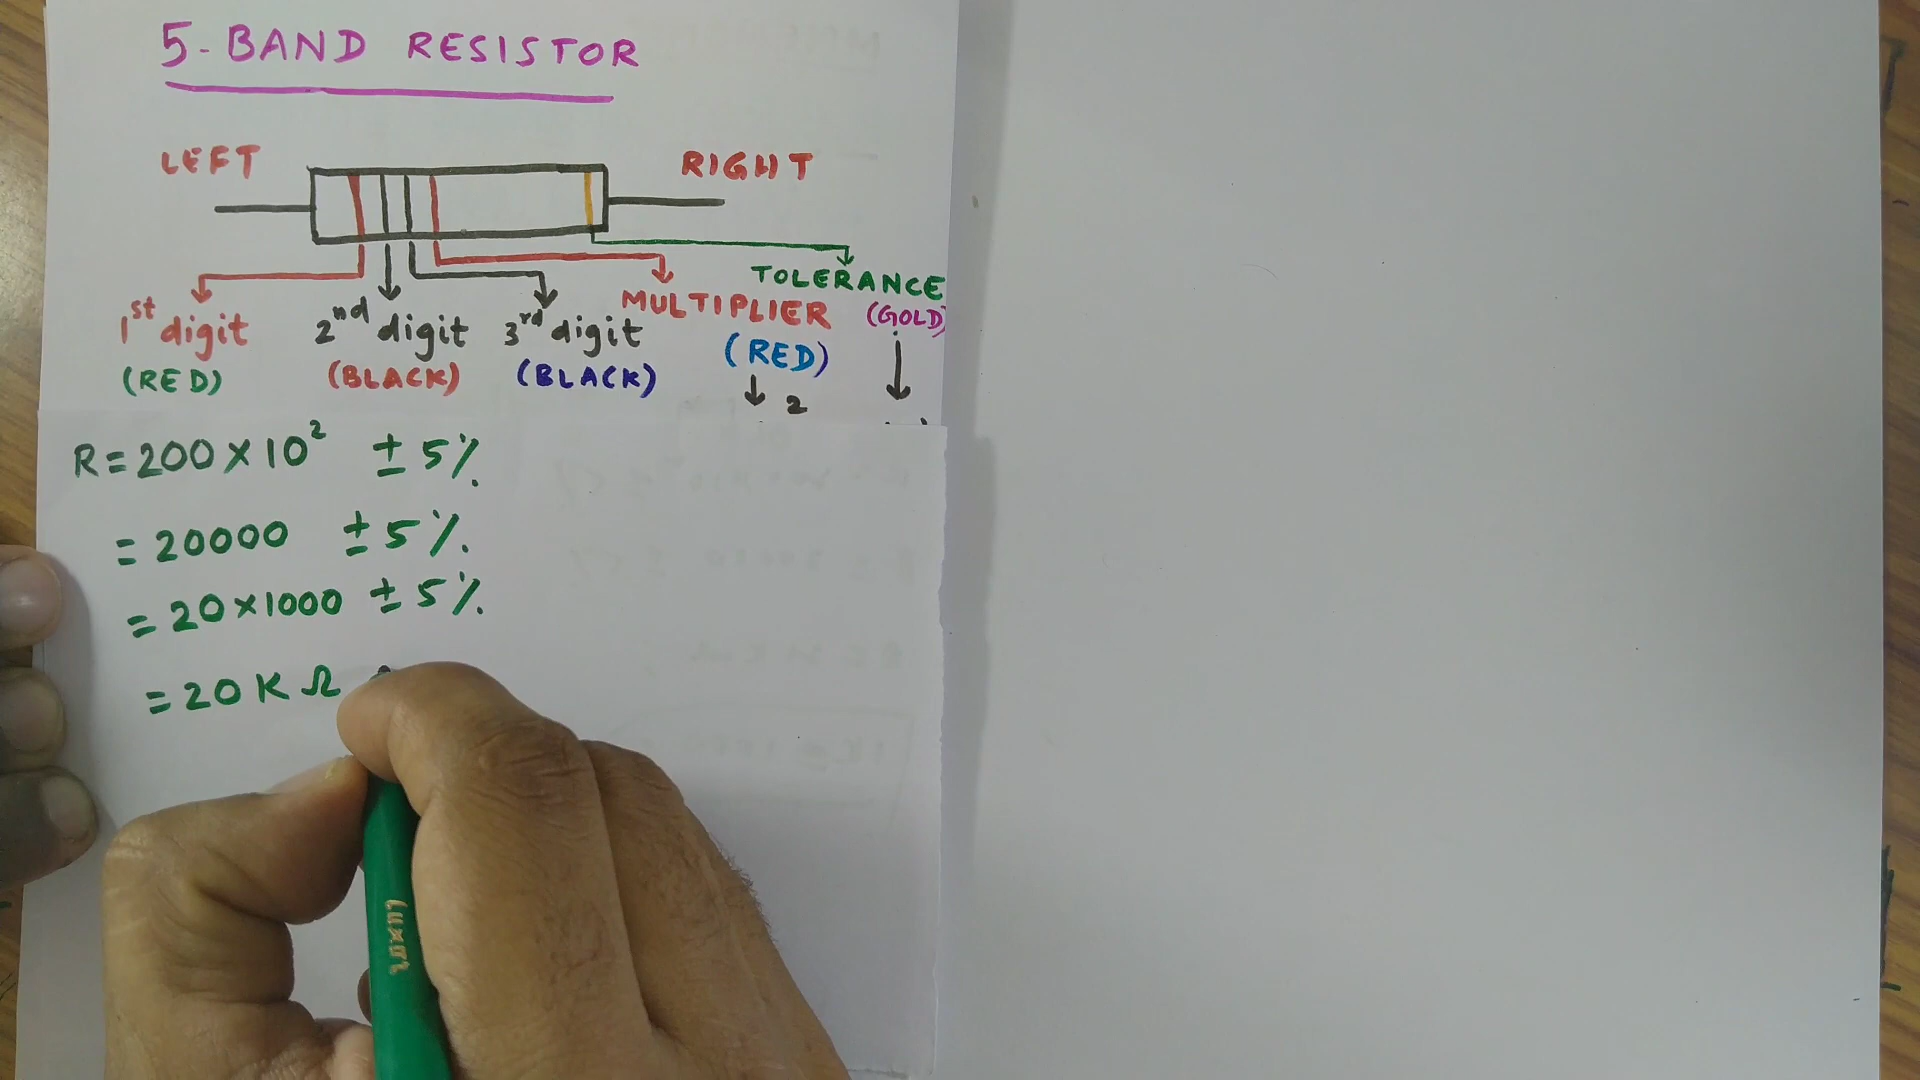 5-BAND RESISTOR
LEFT
RIGHT
TOLERANCE
(GOLD)
MULTIPLIER
(RED)
2
1st digit
(RED)
2nd digit
(BLACK)
3rd digit
(BLACK)
R=200×10² ± 5%
=20000 ±5%
=20×1000 ± 5%
=20KΩ
Luxor